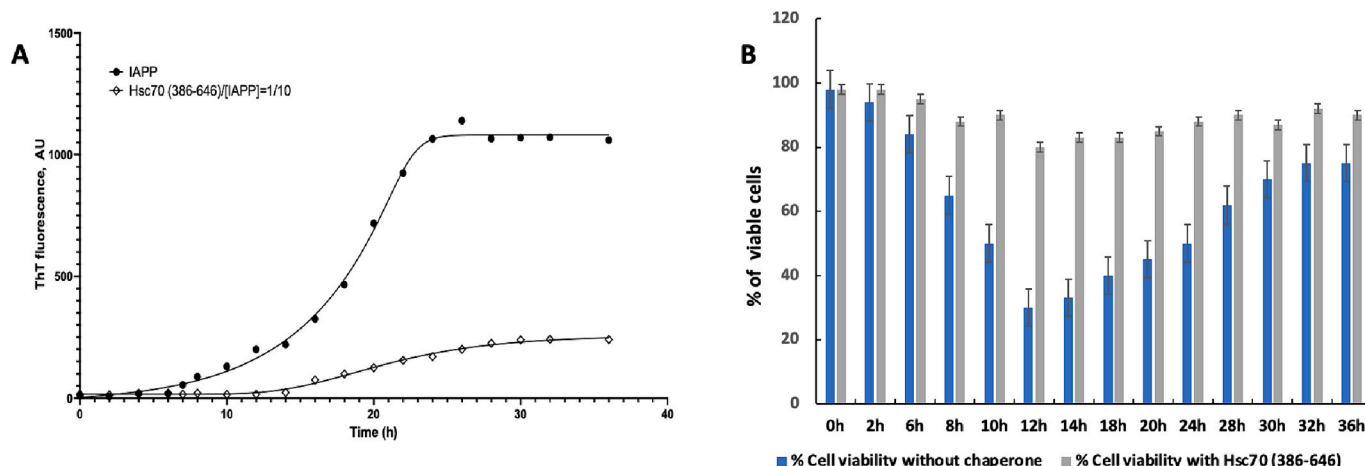 A
1500
1000
500
0
ThT fluorescence, AU
IAPP
Hsc70 (386-646)/[IAPP]=1/10
0 10 20 30 40
Time (h)
B
120
100
80
60
40
20
0
% of viable cells
0h 2h 6h 8h 10h 12h 14h 18h 20h 24h 28h 30h 32h 36h
% Cell viability without chaperone % Cell viability with Hsc70 (386-646)